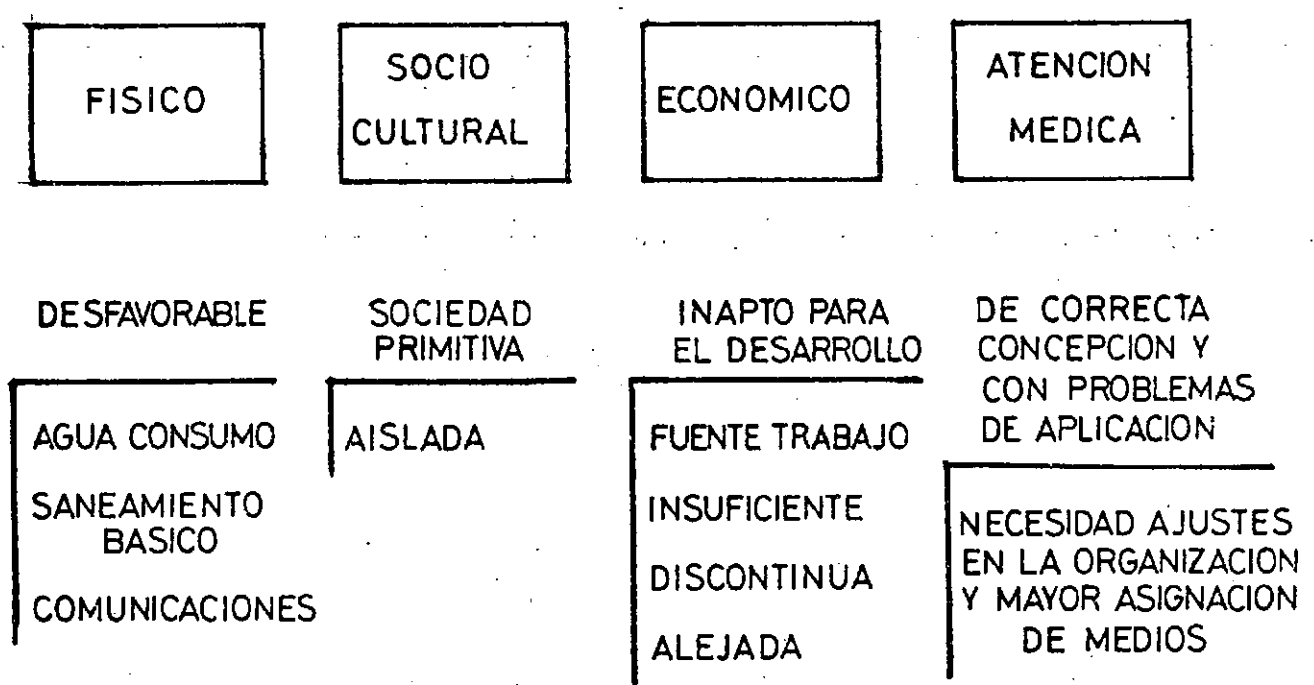 FISICO
SOCIO
CULTURAL
ECONOMICO
ATENCION
MEDICA
DESFAVORABLE
AGUA CONSUMO
SANEAMIENTO
BASICO
COMUNICACIONES
SOCIEDAD
PRIMITIVA
AISLADA
INAPTO PARA
EL DESARROLLO
FUENTE TRABAJO
INSUFICIENTE
DISCONTINUA
ALEJADA
DE CORRECTA
CONCEPCION Y
CON PROBLEMAS
DE APLICACION
NECESIDAD AJUSTES
EN LA ORGANIZACION
Y MAYOR ASIGNACION
DE MEDIOS